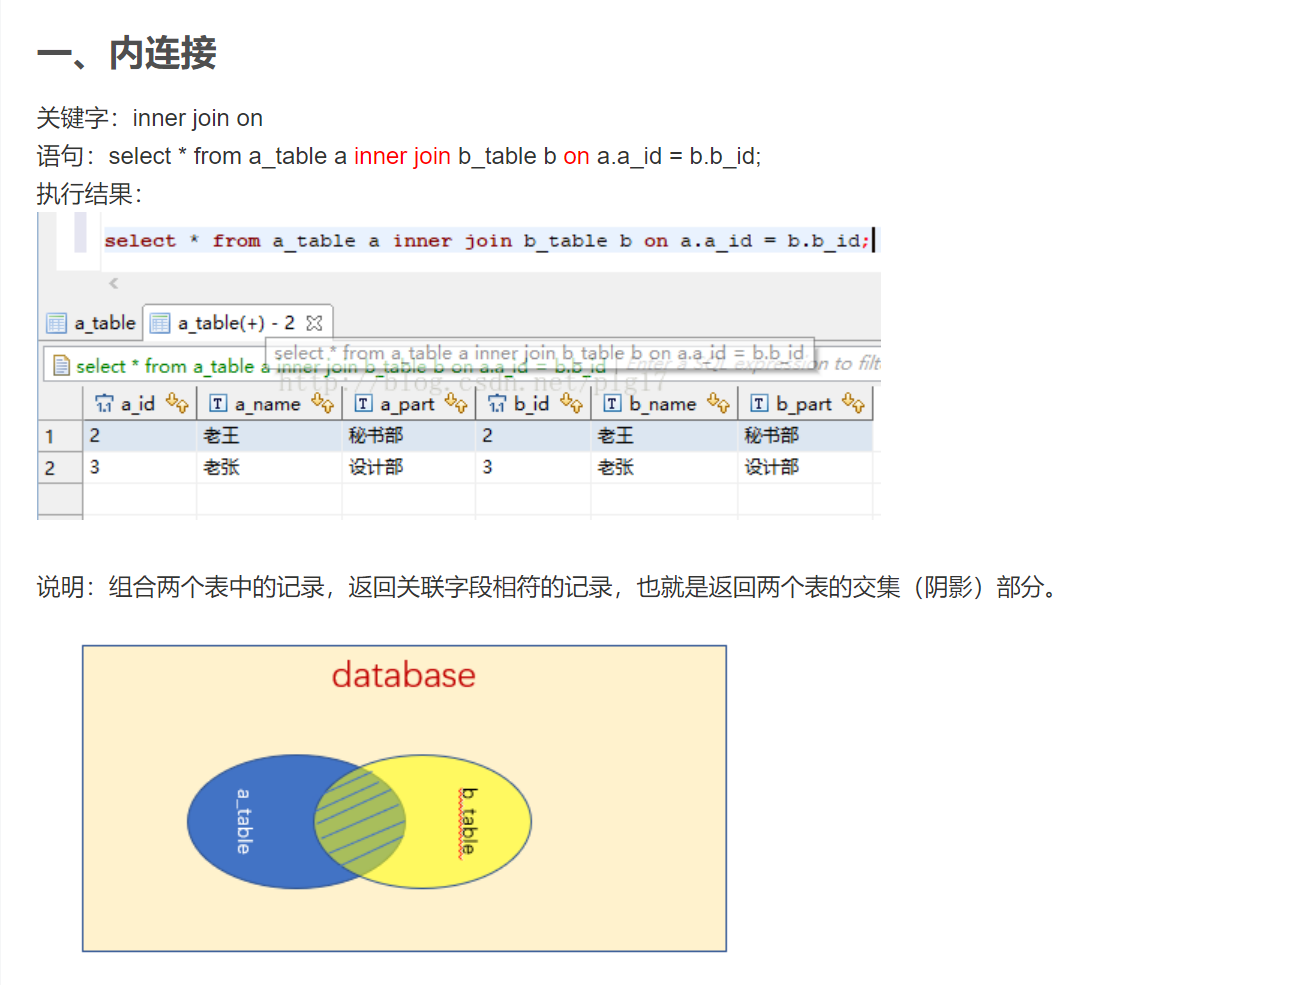 一、内连接
关键字：inner join on
语句：select * from a_table a inner join b_table b on a.a_id = b.b_id;
执行结果：
select * from a_table a inner join b_table b on a.a_id = b.b_id;
a_table a_table(+) - 2
select * from a_table a inner join b_table b on a.a_id = b.b_id
select * from a_table a inner join b_table b on a.a_id = b.b_id Enter a SQL expression to filt
http://blog.csdn.net/plg17
a_id a_name a_part b_id b_name b_part
1 2 老王 秘书部 2 老王 秘书部
2 3 老张 设计部 3 老张 设计部
说明：组合两个表中的记录，返回关联字段相符的记录，也就是返回两个表的交集（阴影）部分。
database
a_table
b_table